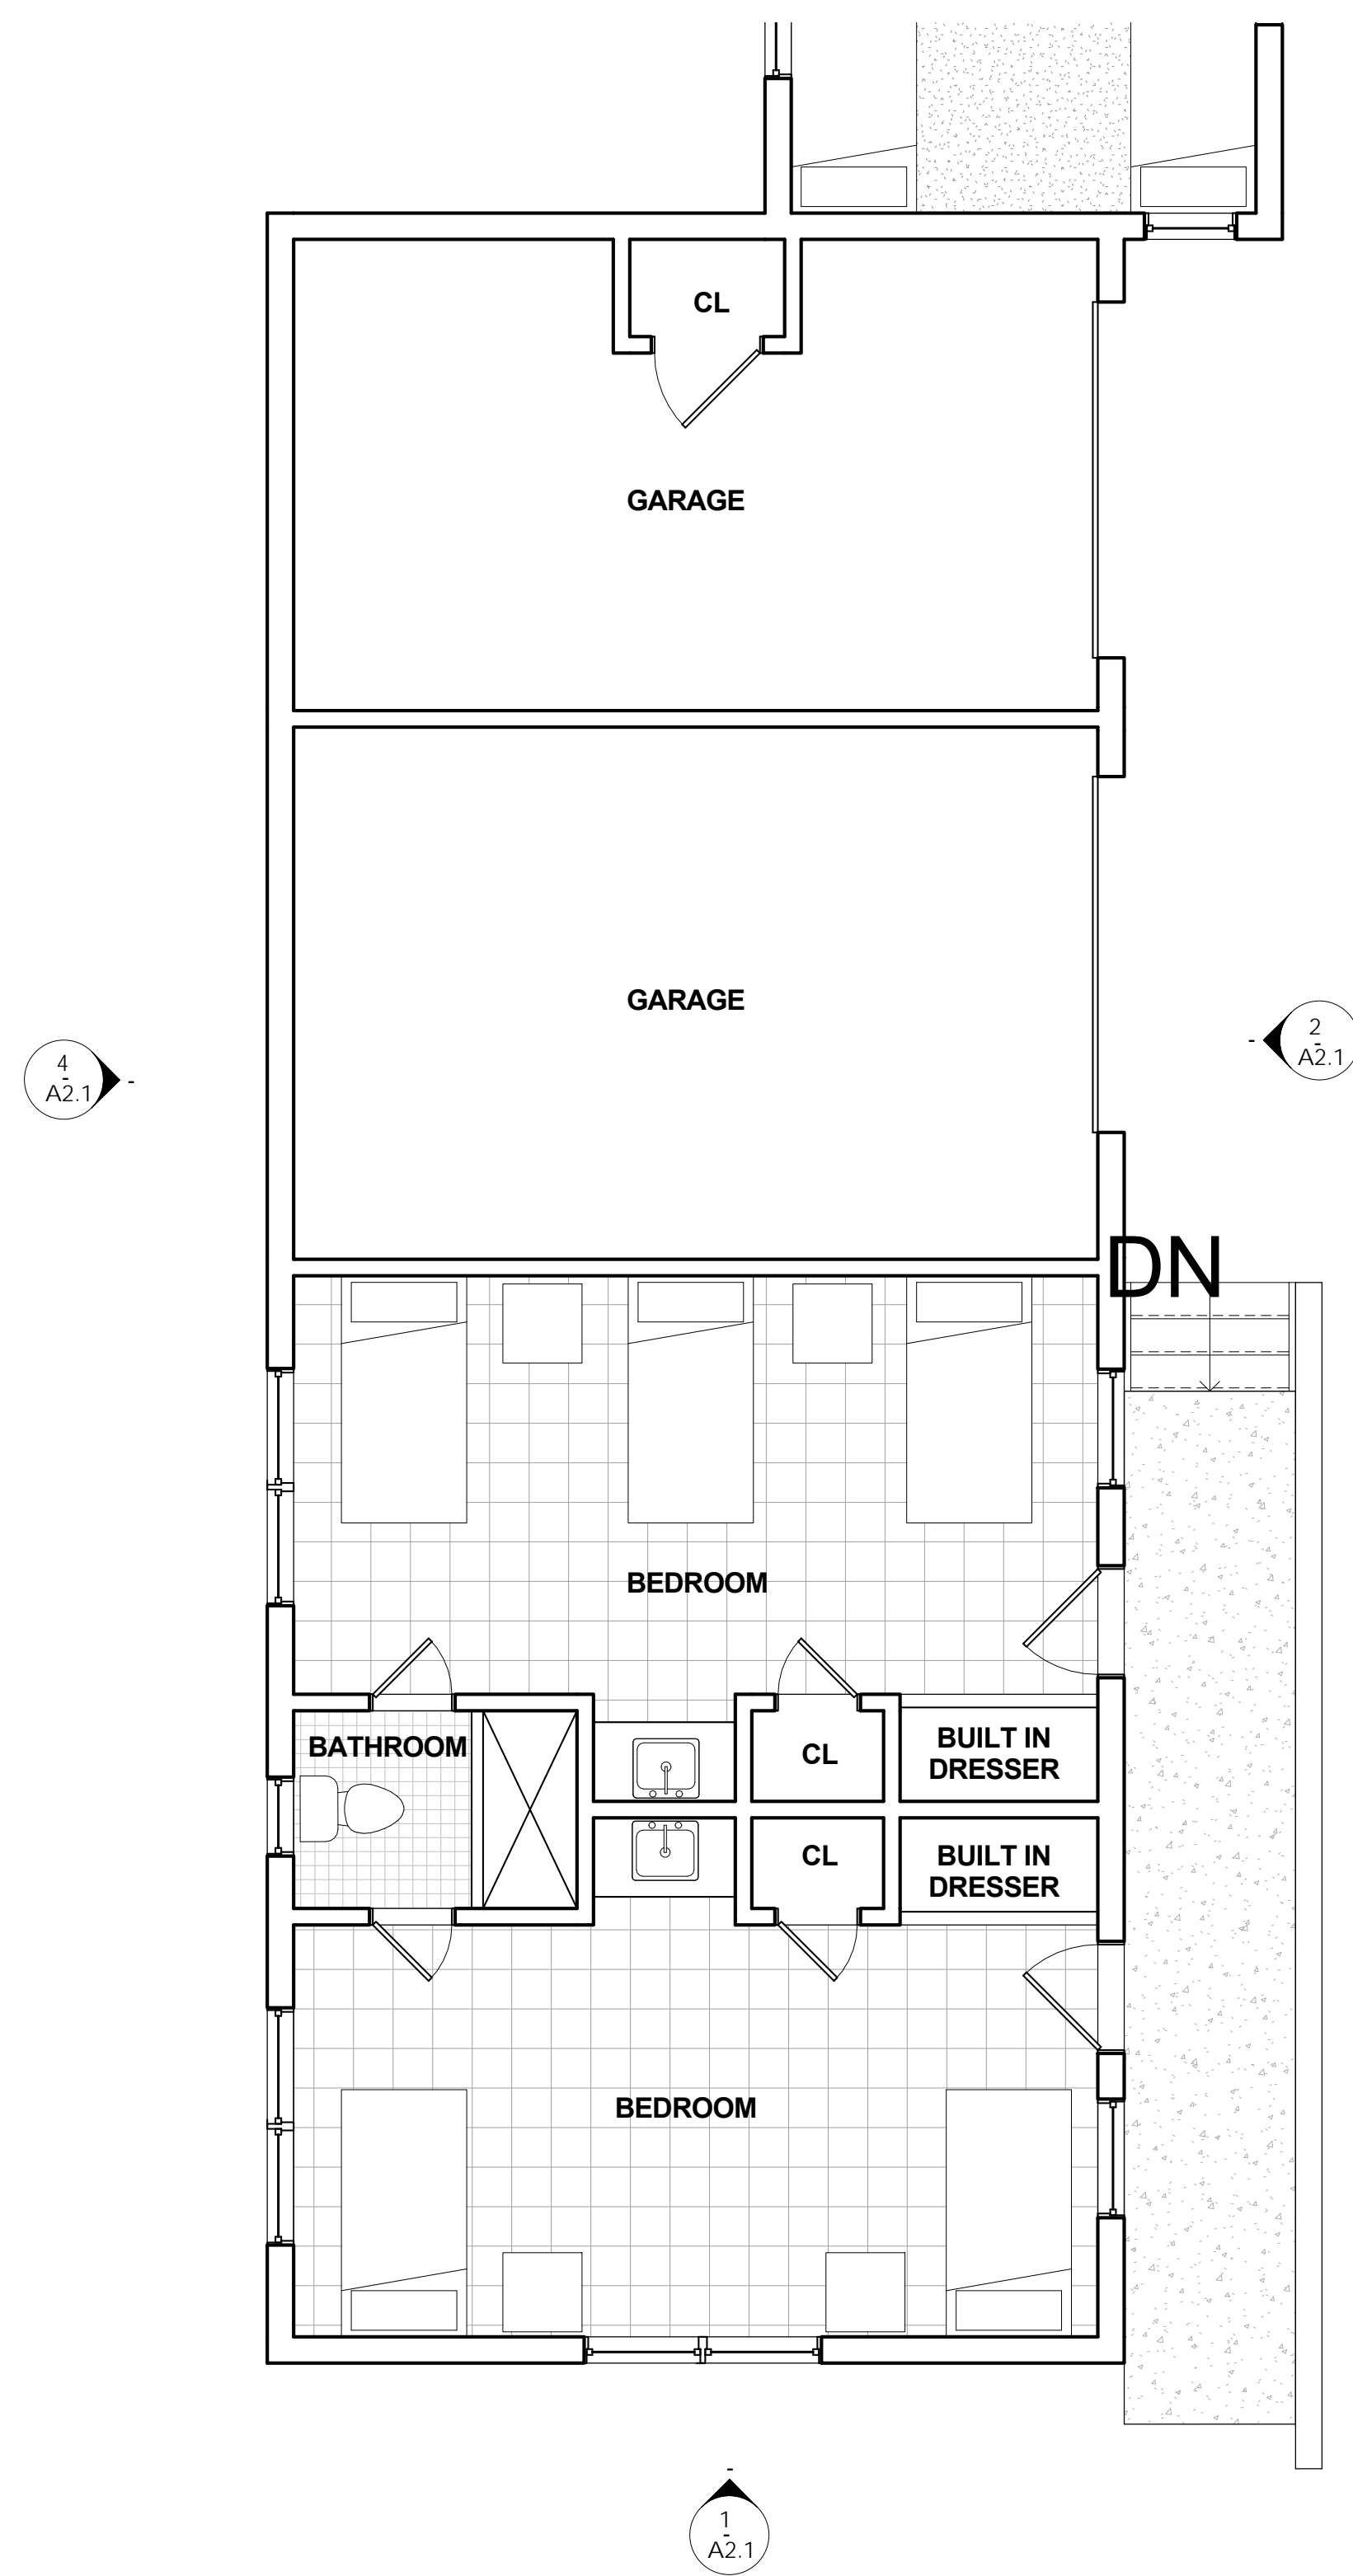 CL
GARAGE
GARAGE
2
-
A2.1
-
4
-
A2.1
-
DN
BEDROOM
BATHROOM
CL
BUILT IN
DRESSER
CL
BUILT IN
DRESSER
BEDROOM
-
1
-
A2.1